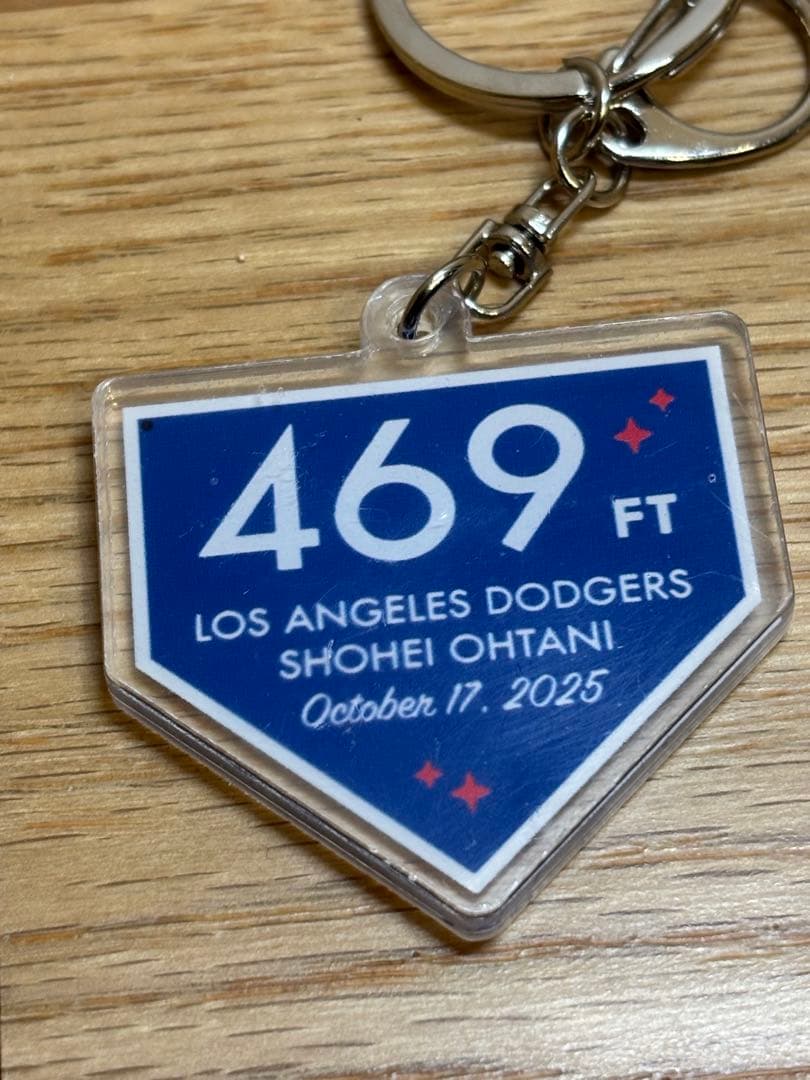 469 FT
LOS ANGELES DODGERS
SHOHEI OHTANI
October 17. 2025